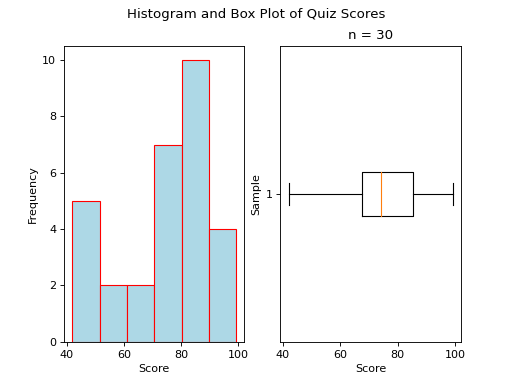 Histogram and Box Plot of Quiz Scores
n = 30
10
8
6
4
2
0
Frequency
40 60 80 100
Score
Sample
1
40 60 80 100
Score